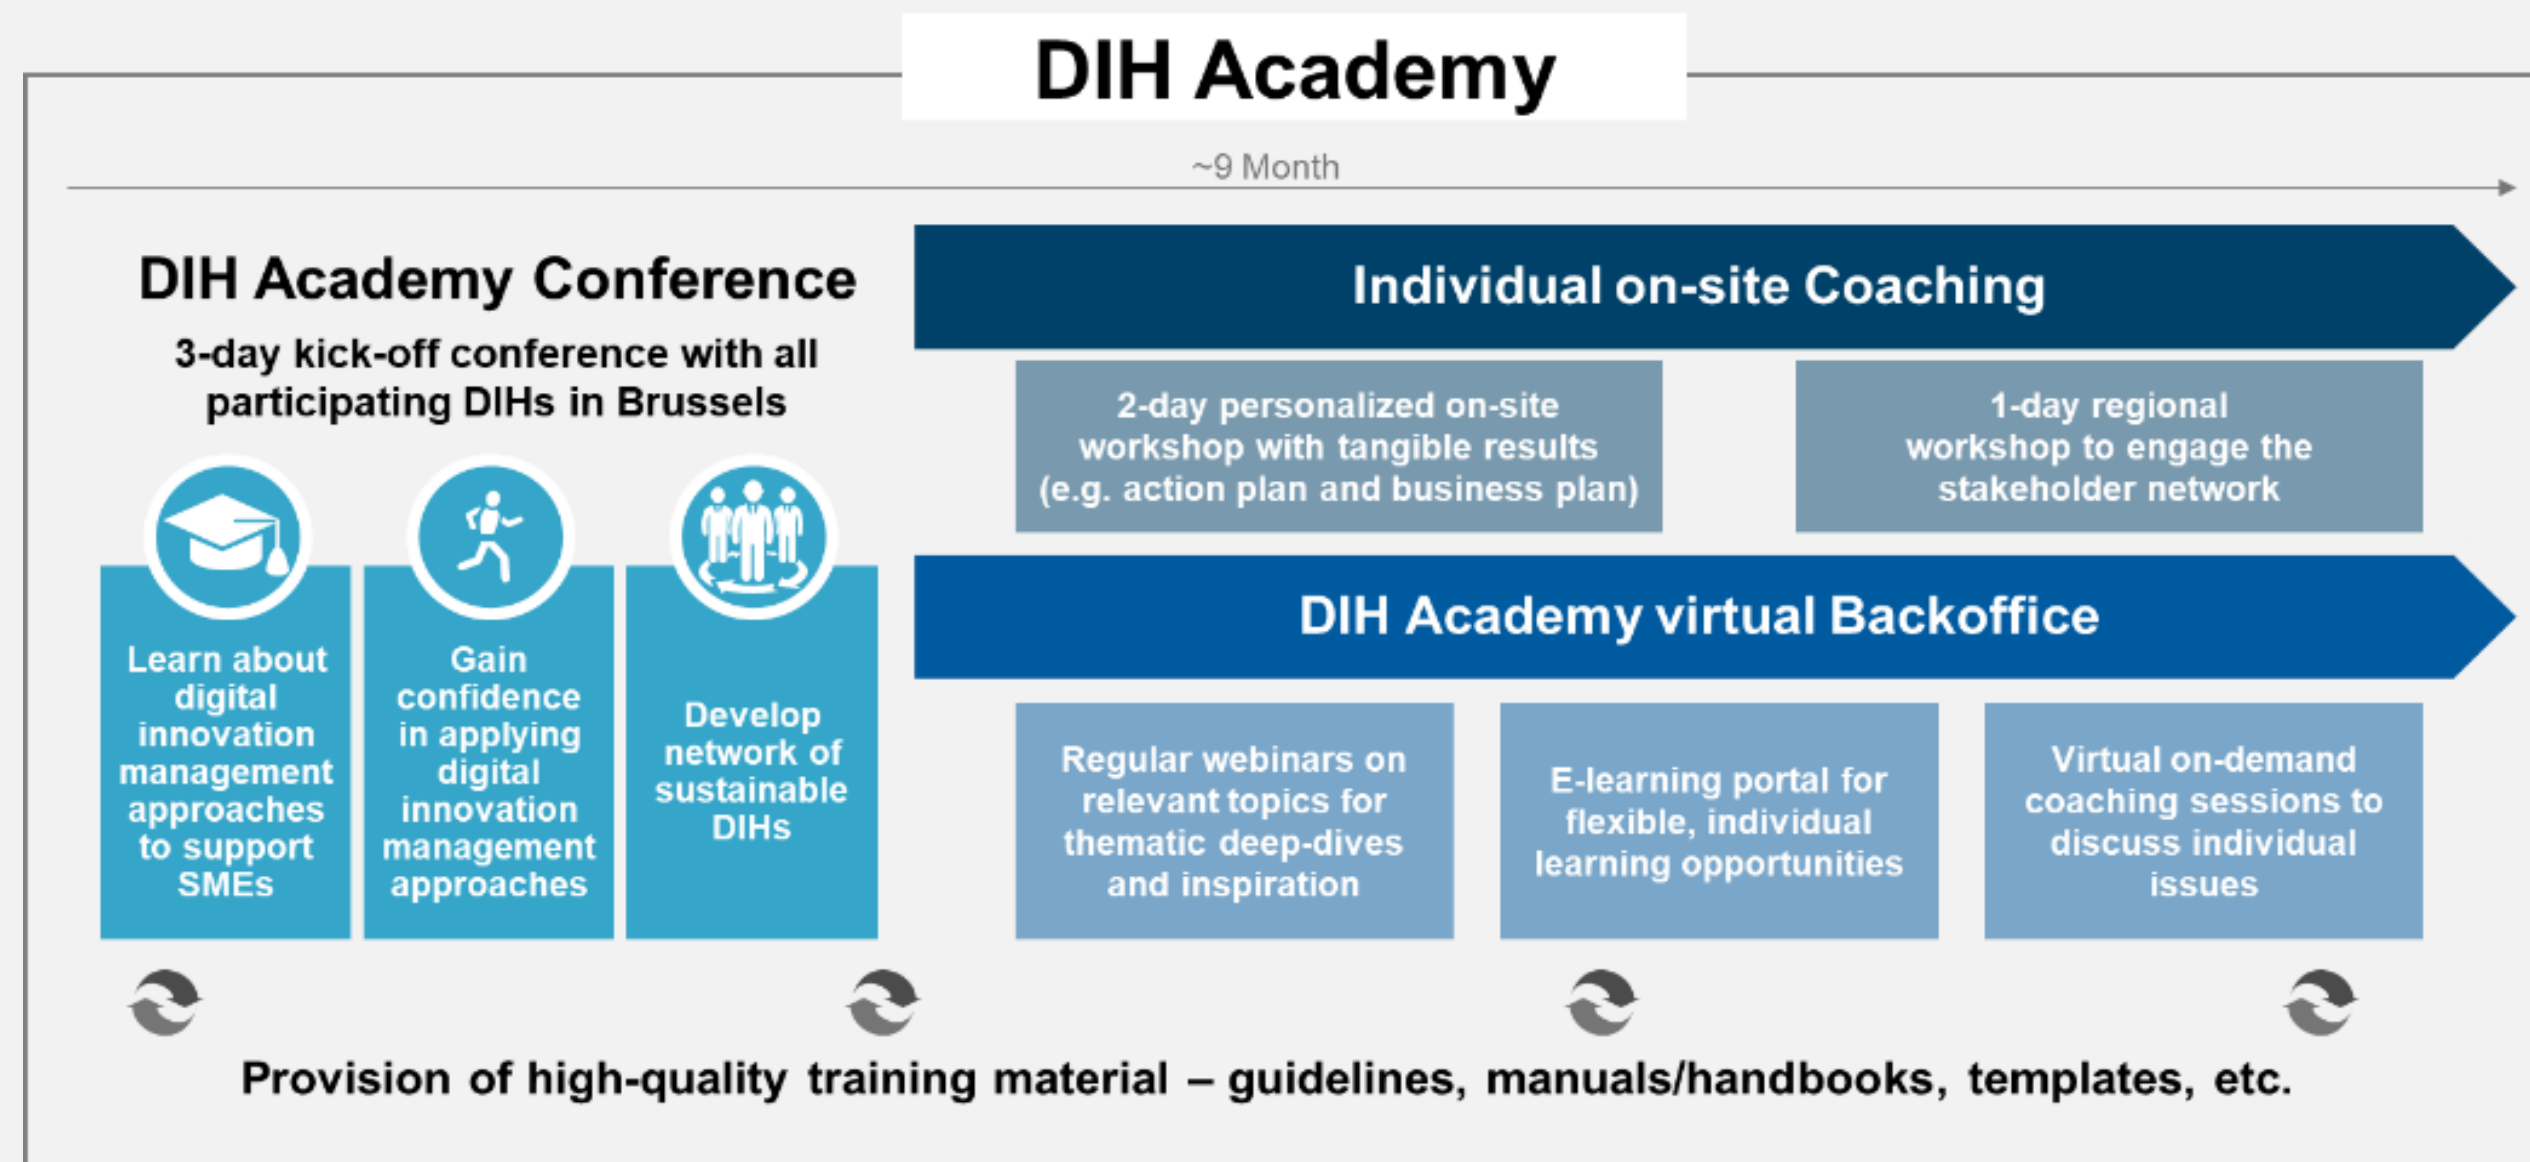 DIH Academy
~9 Month
DIH Academy Conference
3-day kick-off conference with all
participating DIHs in Brussels
Learn about
digital
innovation
management
approaches
to support
SMEs
Gain
confidence
in applying
digital
innovation
management
approaches
Develop
network of
sustainable
DIHs
Individual on-site Coaching
2-day personalized on-site
workshop with tangible results
(e.g. action plan and business plan)
1-day regional
workshop to engage the
stakeholder network
DIH Academy virtual Backoffice
Regular webinars on
relevant topics for
thematic deep-dives
and inspiration
E-learning portal for
flexible, individual
learning opportunities
Virtual on-demand
coaching sessions to
discuss individual
issues
Provision of high-quality training material – guidelines, manuals/handbooks, templates, etc.